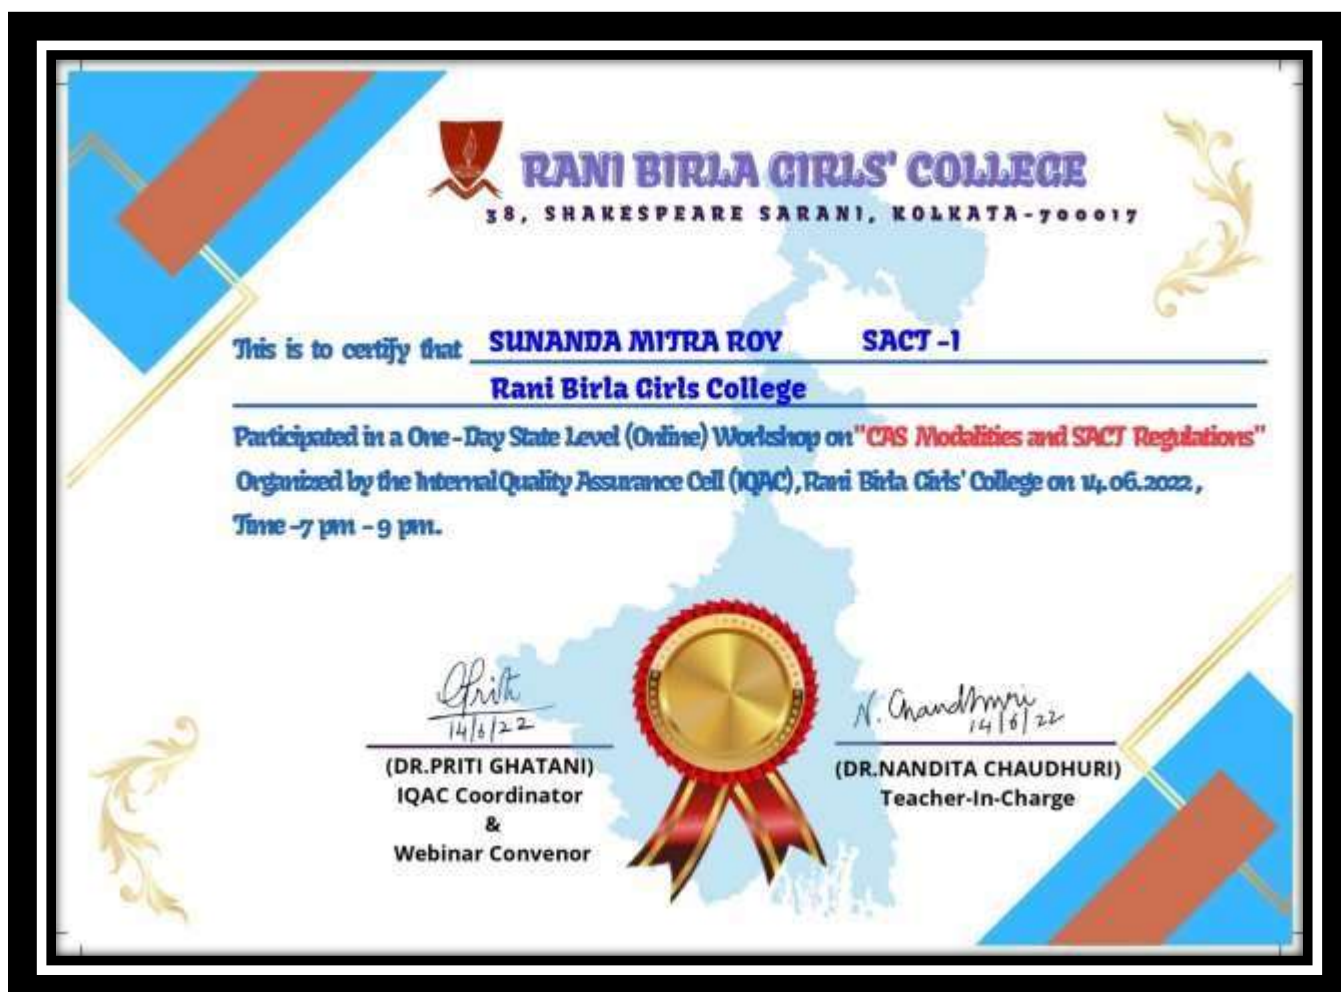 RANI BIRLA GIRLS' COLLEGE
38, SHAKESPEARE SARANI, KOLKATA-700017
This is to certify that SUNANDA MITRA ROY SACT -1
Rani Birla Girls College
Participated in a One-Day State Level (Online) Workshop on "CAS Modalities and SACT Regulations"
Organized by the Internal Quality Assurance Cell (IQAC), Rani Birla Girls' College on 14.06.2022,
Time -7 pm - 9 pm.
14/6/22
N. Chaudhuri
14/6/22
(DR.PRITI GHATANI)
IQAC Coordinator
&
Webinar Convenor
(DR.NANDITA CHAUDHURI)
Teacher-In-Charge